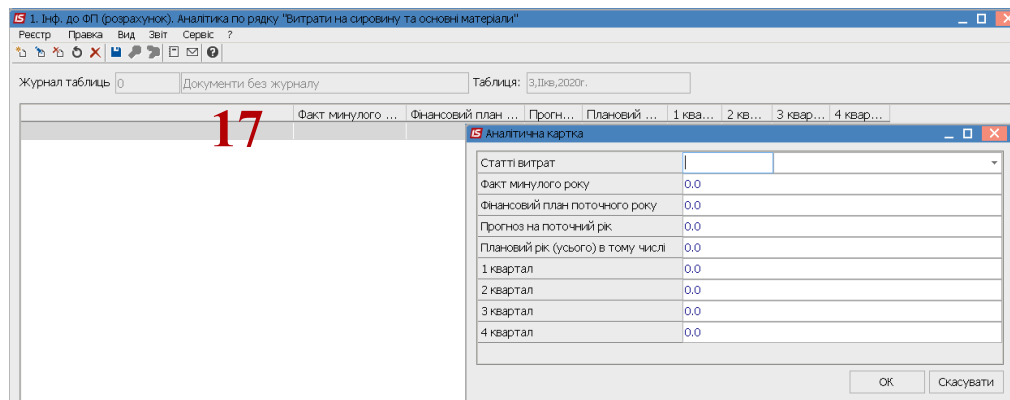 1. Інф. до ФП (розрахунок). Аналітика по рядку "Витрати на сировину та основні матеріали"
Реєстр Правка Вид Звіт Сервіс ?
Журнал таблиць 0 Документи без журналу Таблиця: 3,IIкв,2020г.
Факт минулого ... Фінансовий план ... Прогн... Плановий ... 1 ква... 2 кв... 3 квар... 4 квар...
17
Аналітична картка
Статті витрат
Факт минулого року 0.0
Фінансовий план поточного року 0.0
Прогноз на поточний рік 0.0
Плановий рік (усього) в тому числі 0.0
1 квартал 0.0
2 квартал 0.0
3 квартал 0.0
4 квартал 0.0
ОК Скасувати